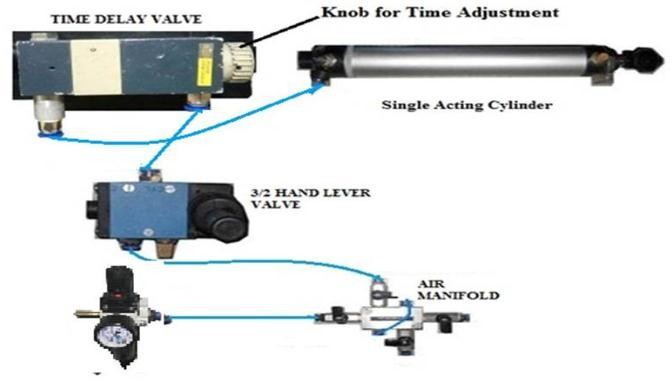 TIME DELAY VALVE
Knob for Time Adjustment
Single Acting Cylinder
3/2 HAND LEVER
VALVE
AIR
MANIFOLD